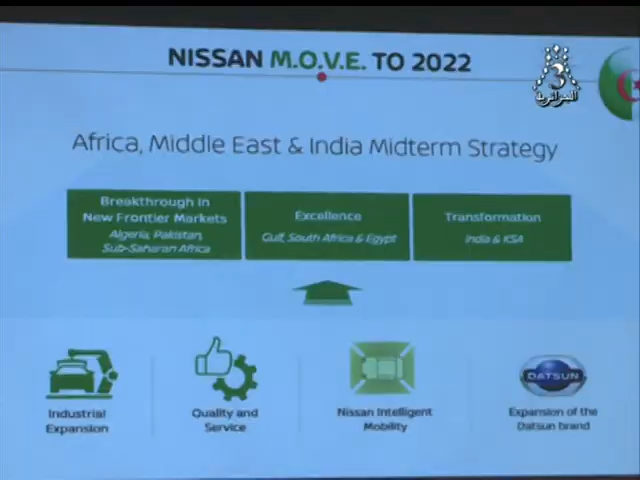 NISSAN M.O.V.E. TO 2022
3
الجزائرية
Africa, Middle East & India Midterm Strategy
Breakthrough In
New Frontier Markets
Algeria, Pakistan,
Sub-Saharan Africa
Excellence
Gulf, South Africa & Egypt
Transformation
India & KSA
Industrial
Expansion
Quality and
Service
Nissan Intelligent
Mobility
DATSUN
Expansion of the
Datsun brand